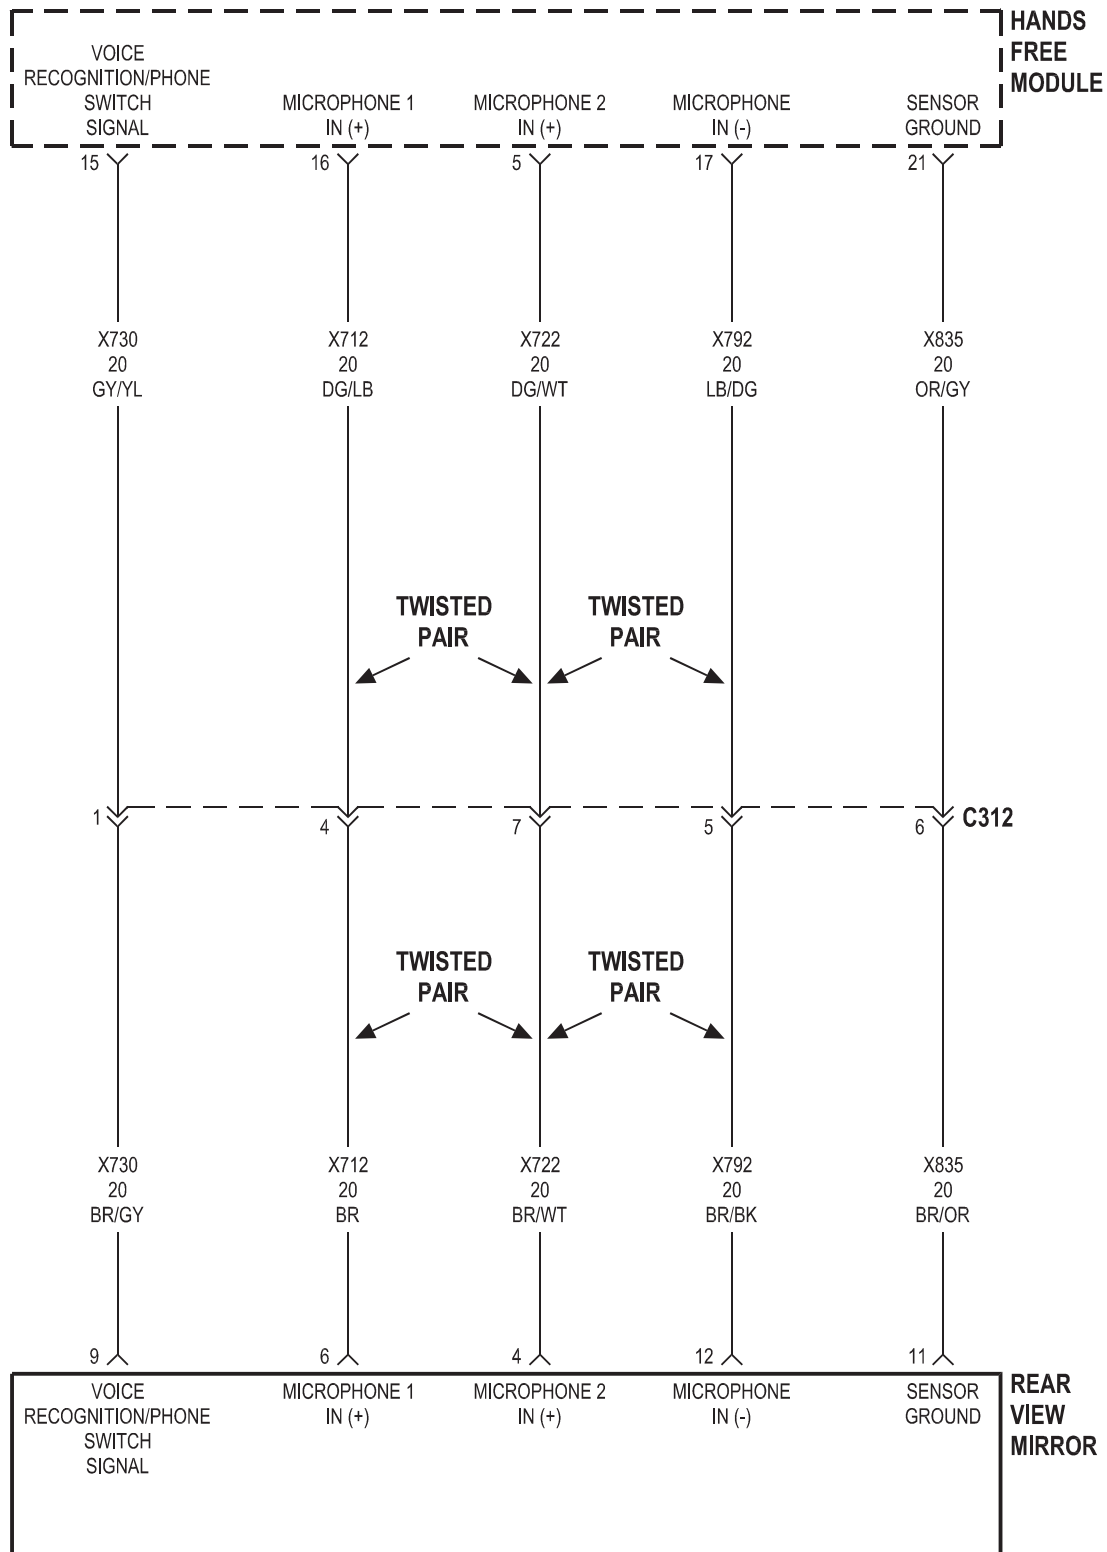 HANDS
FREE
MODULE
VOICE
RECOGNITION/PHONE
SWITCH
SIGNAL
MICROPHONE 1
IN (+)
MICROPHONE 2
IN (+)
MICROPHONE
IN (-)
SENSOR
GROUND
15 16 5 17 21
X730 X712 X722 X792 X835
20 20 20 20 20
GY/YL DG/LB DG/WT LB/DG OR/GY
TWISTED
PAIR
TWISTED
PAIR
1 4 7 5 6 C312
TWISTED
PAIR
TWISTED
PAIR
X730 X712 X722 X792 X835
20 20 20 20 20
BR/GY BR BR/WT BR/BK BR/OR
9 6 4 12 11
VOICE
RECOGNITION/PHONE
SWITCH
SIGNAL
MICROPHONE 1
IN (+)
MICROPHONE 2
IN (+)
MICROPHONE
IN (-)
SENSOR
GROUND
REAR
VIEW
MIRROR